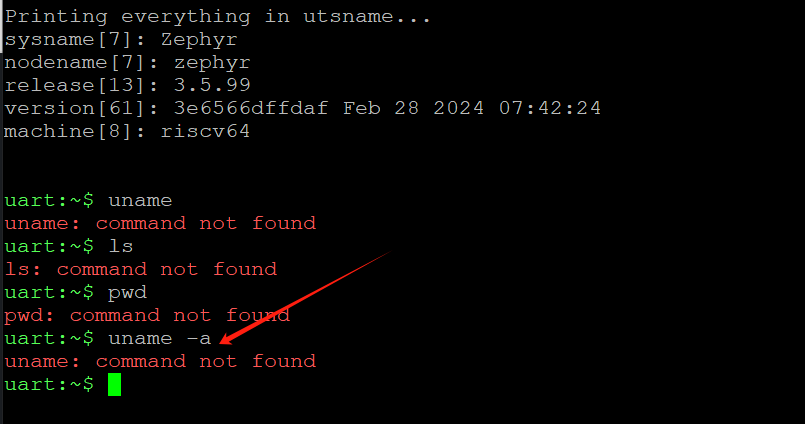 Printing everything in utsname...
sysname[7]: Zephyr
nodename[7]: zephyr
release[13]: 3.5.99
version[61]: 3e6566dffdaf Feb 28 2024 07:42:24
machine[8]: riscv64
uart:~$ uname
uname: command not found
uart:~$ ls
ls: command not found
uart:~$ pwd
pwd: command not found
uart:~$ uname -a
uname: command not found
uart:~$